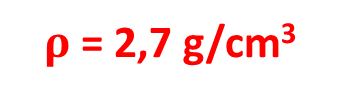 ρ = 2,7 g/cm³